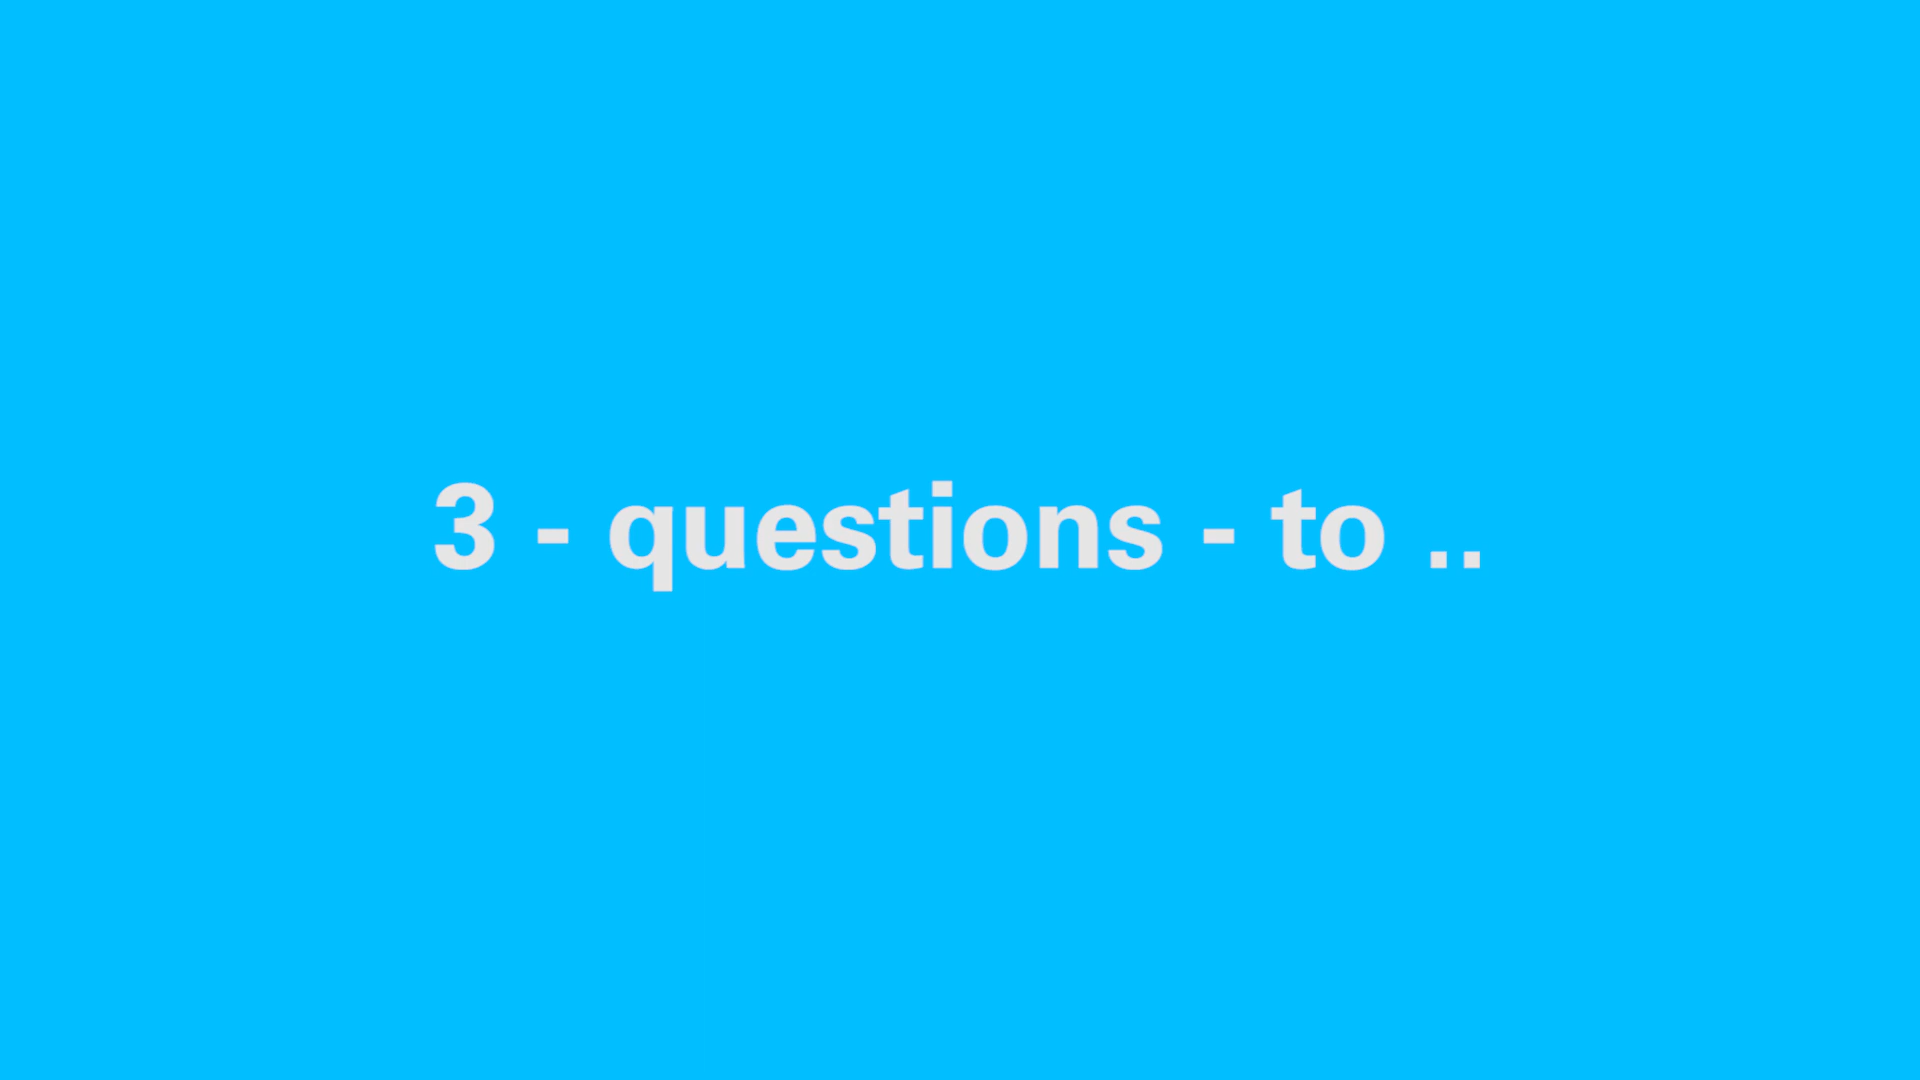 3 - questions - to ..